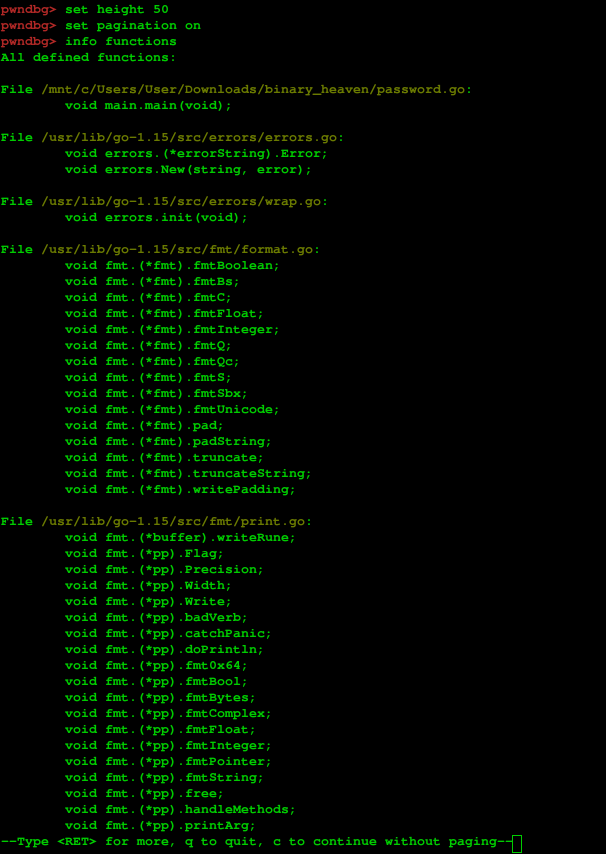 pwndbg> set height 50
pwndbg> set pagination on
pwndbg> info functions
All defined functions:

File /mnt/c/Users/User/Downloads/binary_heaven/password.go:
        void main.main(void);

File /usr/lib/go-1.15/src/errors/errors.go:
        void errors.(*errorString).Error;
        void errors.New(string, error);

File /usr/lib/go-1.15/src/errors/wrap.go:
        void errors.init(void);

File /usr/lib/go-1.15/src/fmt/format.go:
        void fmt.(*fmt).fmtBoolean;
        void fmt.(*fmt).fmtBs;
        void fmt.(*fmt).fmtC;
        void fmt.(*fmt).fmtFloat;
        void fmt.(*fmt).fmtInteger;
        void fmt.(*fmt).fmtQ;
        void fmt.(*fmt).fmtQc;
        void fmt.(*fmt).fmtS;
        void fmt.(*fmt).fmtSbx;
        void fmt.(*fmt).fmtUnicode;
        void fmt.(*fmt).pad;
        void fmt.(*fmt).padString;
        void fmt.(*fmt).truncate;
        void fmt.(*fmt).truncateString;
        void fmt.(*fmt).writePadding;

File /usr/lib/go-1.15/src/fmt/print.go:
        void fmt.(*buffer).writeRune;
        void fmt.(*pp).Flag;
        void fmt.(*pp).Precision;
        void fmt.(*pp).Width;
        void fmt.(*pp).Write;
        void fmt.(*pp).badVerb;
        void fmt.(*pp).catchPanic;
        void fmt.(*pp).doPrintln;
        void fmt.(*pp).fmt0x64;
        void fmt.(*pp).fmtBool;
        void fmt.(*pp).fmtBytes;
        void fmt.(*pp).fmtComplex;
        void fmt.(*pp).fmtFloat;
        void fmt.(*pp).fmtInteger;
        void fmt.(*pp).fmtPointer;
        void fmt.(*pp).fmtString;
        void fmt.(*pp).free;
        void fmt.(*pp).handleMethods;
        void fmt.(*pp).printArg;
--Type <RET> for more, q to quit, c to continue without paging--